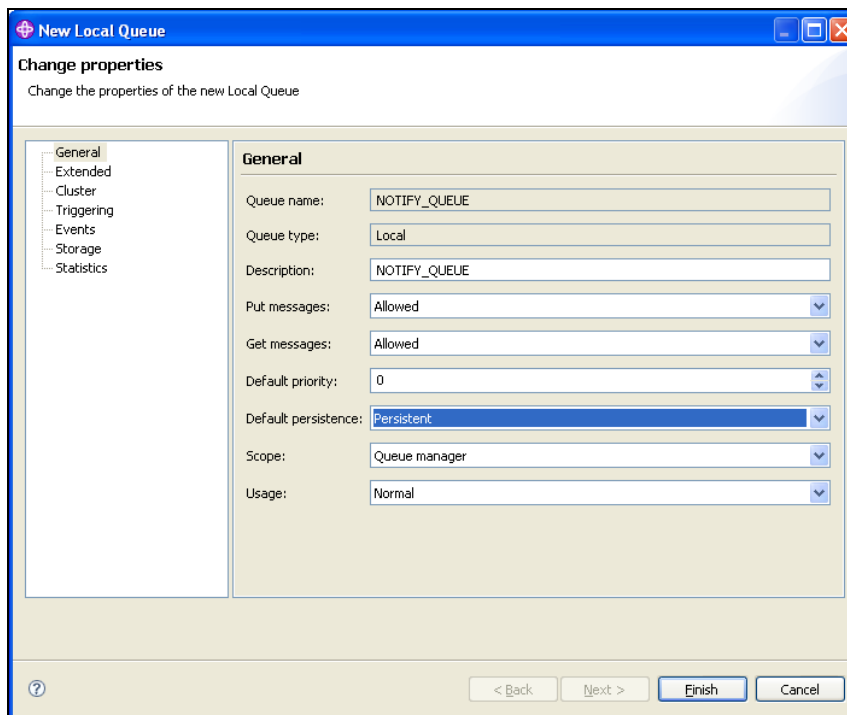 New Local Queue
Change properties
Change the properties of the new Local Queue
General
Extended
Cluster
Triggering
Events
Storage
Statistics
General
Queue name: NOTIFY_QUEUE
Queue type: Local
Description: NOTIFY_QUEUE
Put messages: Allowed
Get messages: Allowed
Default priority: 0
Default persistence: Persistent
Scope: Queue manager
Usage: Normal
? < Back Next > Finish Cancel